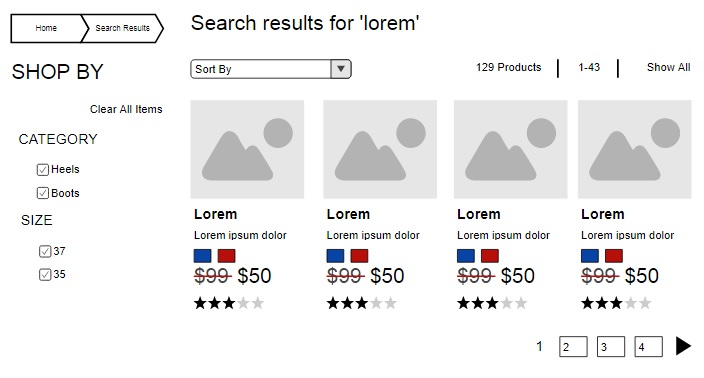 Home
Search Results
Search results for 'lorem'
SHOP BY
Sort By
129 Products
1-43
Show All
Clear All Items
CATEGORY
Heels
Boots
SIZE
37
35
Lorem
Lorem ipsum dolor
$99 $50
Lorem
Lorem ipsum dolor
$99 $50
Lorem
Lorem ipsum dolor
$99 $50
Lorem
Lorem ipsum dolor
$99 $50
1 2 3 4